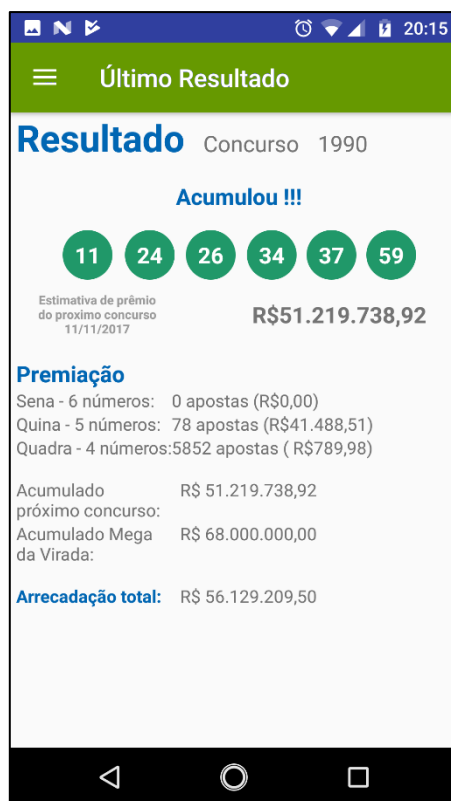 20:15
Último Resultado
Resultado Concurso 1990
Acumulou !!!
11 24 26 34 37 59
Estimativa de prêmio
do proximo concurso
11/11/2017
R$51.219.738,92
Premiação
Sena - 6 números: 0 apostas (R$0,00)
Quina - 5 números: 78 apostas (R$41.488,51)
Quadra - 4 números:5852 apostas ( R$789,98)
Acumulado R$ 51.219.738,92
próximo concurso:
Acumulado Mega R$ 68.000.000,00
da Virada:
Arrecadação total: R$ 56.129.209,50